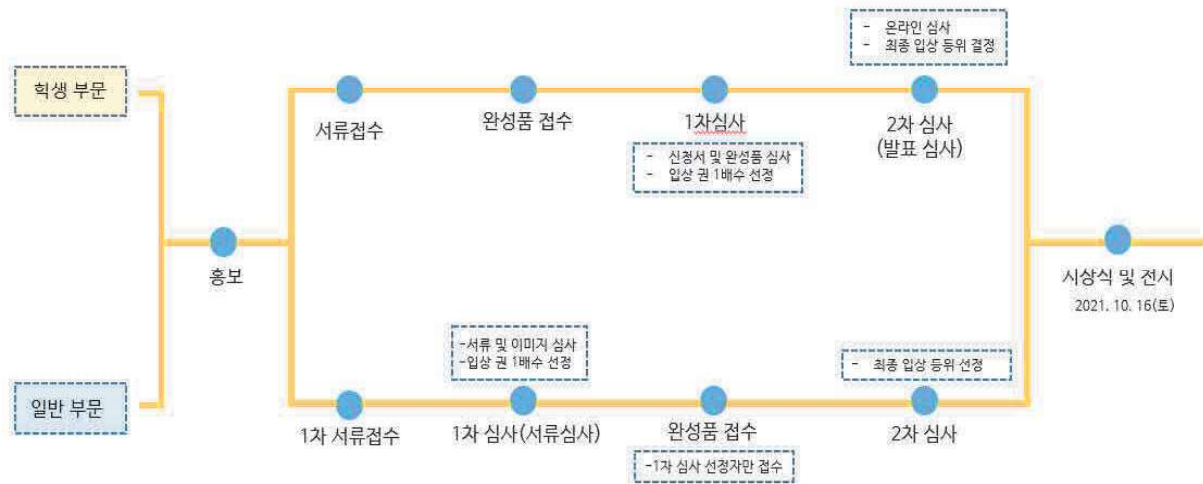 학생 부문
일반 부문
홍보
서류접수
완성품 접수
1차심사
- 신청서 및 완성품 심사
- 입상 권 1배수 선정
- 온라인 심사
- 최종 입상 등위 결정
2차 심사
(발표 심사)
1차 서류접수
-서류 및 이미지 심사
-입상 권 1배수 선정
1차 심사(서류심사)
완성품 접수
-1차 심사 선정자만 접수
- 최종 입상 등위 선정
2차 심사
시상식 및 전시
2021. 10. 16(토)